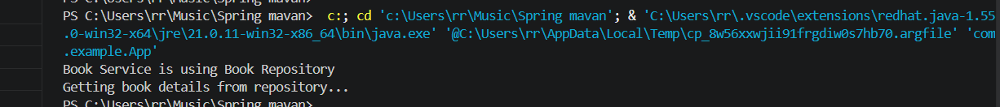 PS C:\Users\rr\Music\Spring mavan>
PS C:\Users\rr\Music\Spring mavan>  c:; cd 'c:\Users\rr\Music\Spring mavan'; & 'C:\Users\rr\.vscode\extensions\redhat.java-1.55
.0-win32-x64\jre\21.0.11-win32-x86_64\bin\java.exe' '@C:\Users\rr\AppData\Local\Temp\cp_8w56xxwjii91frgdiw0s7hb70.argfile' 'com
.example.App'
Book Service is using Book Repository
Getting book details from repository...
PS C:\Users\rr\Music\Spring mavan>